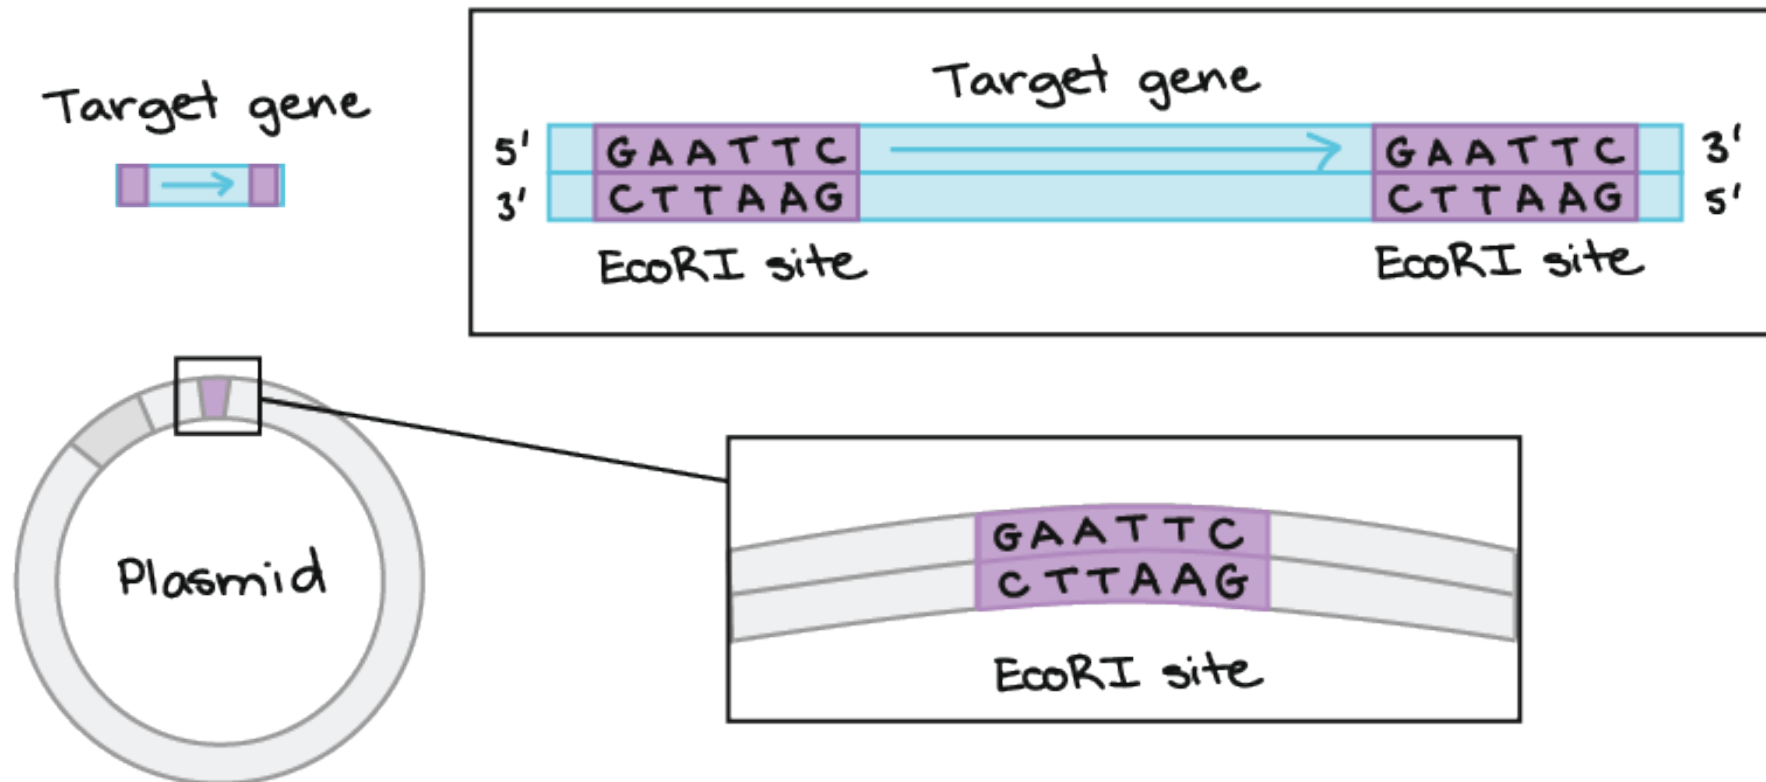 Target gene
Target gene
5' GAATTC GAATTC 3'
3' CTTAAG CTTAAG 5'
EcoRI site EcoRI site
Plasmid
GAATTC
CTTAAG
EcoRI site